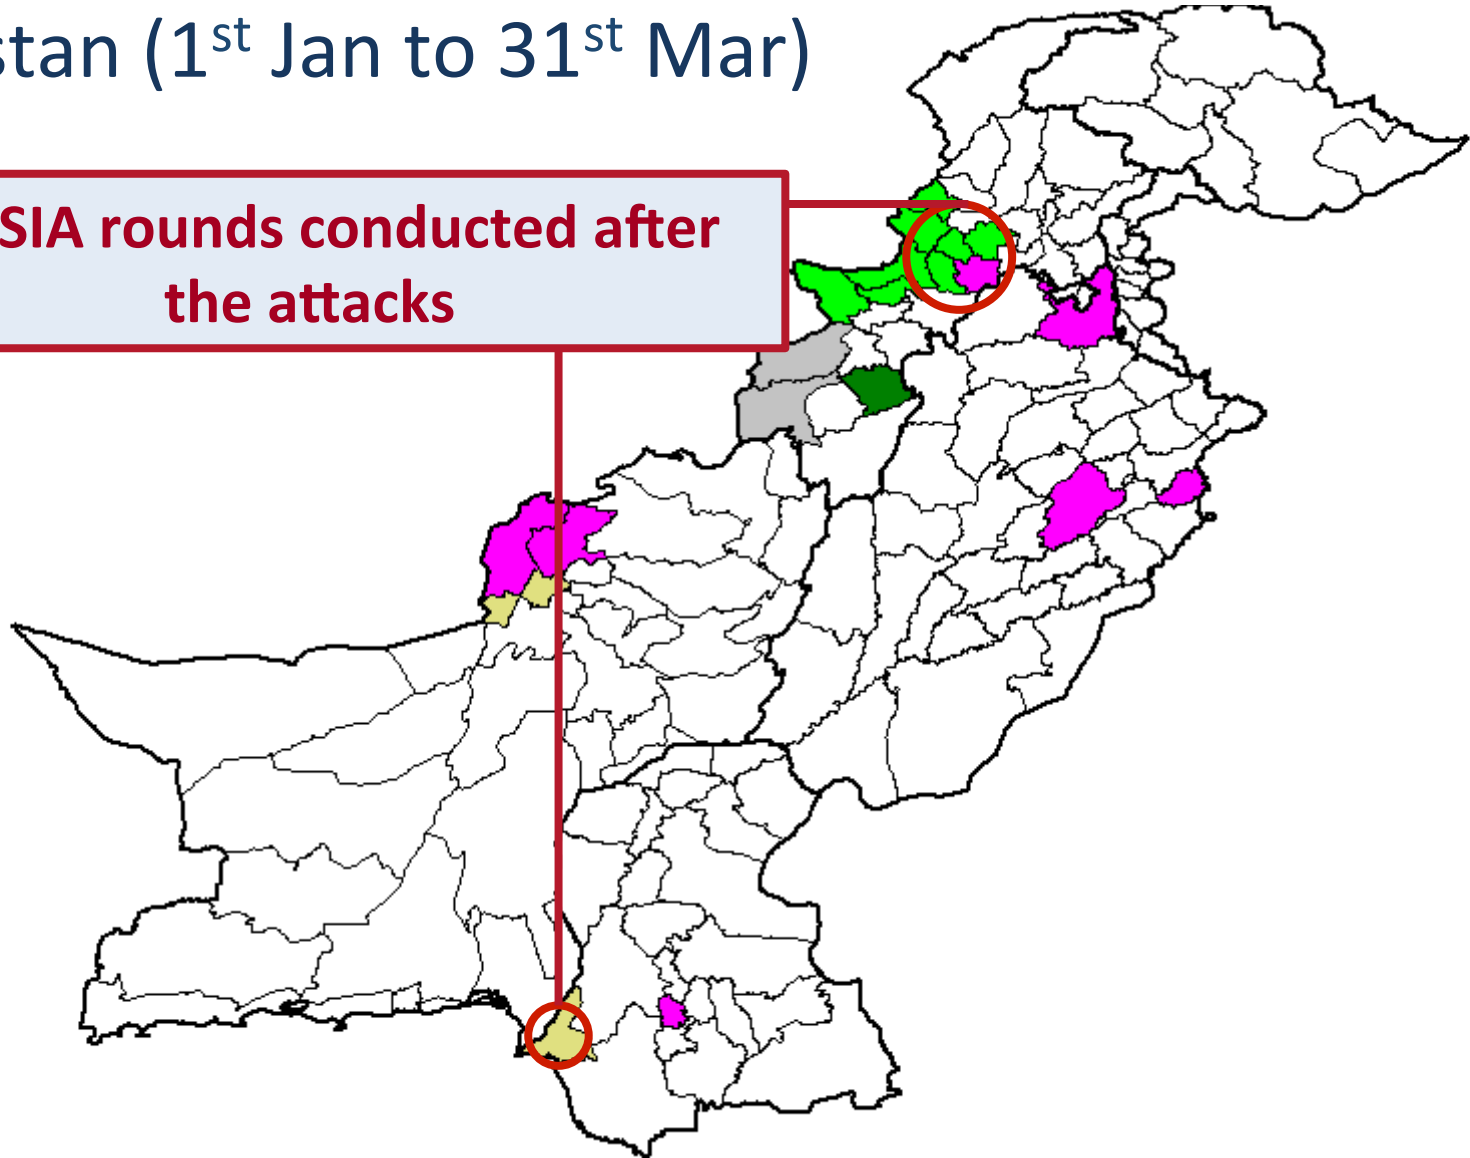 stan (1st Jan to 31st Mar)
SIA rounds conducted after
the attacks